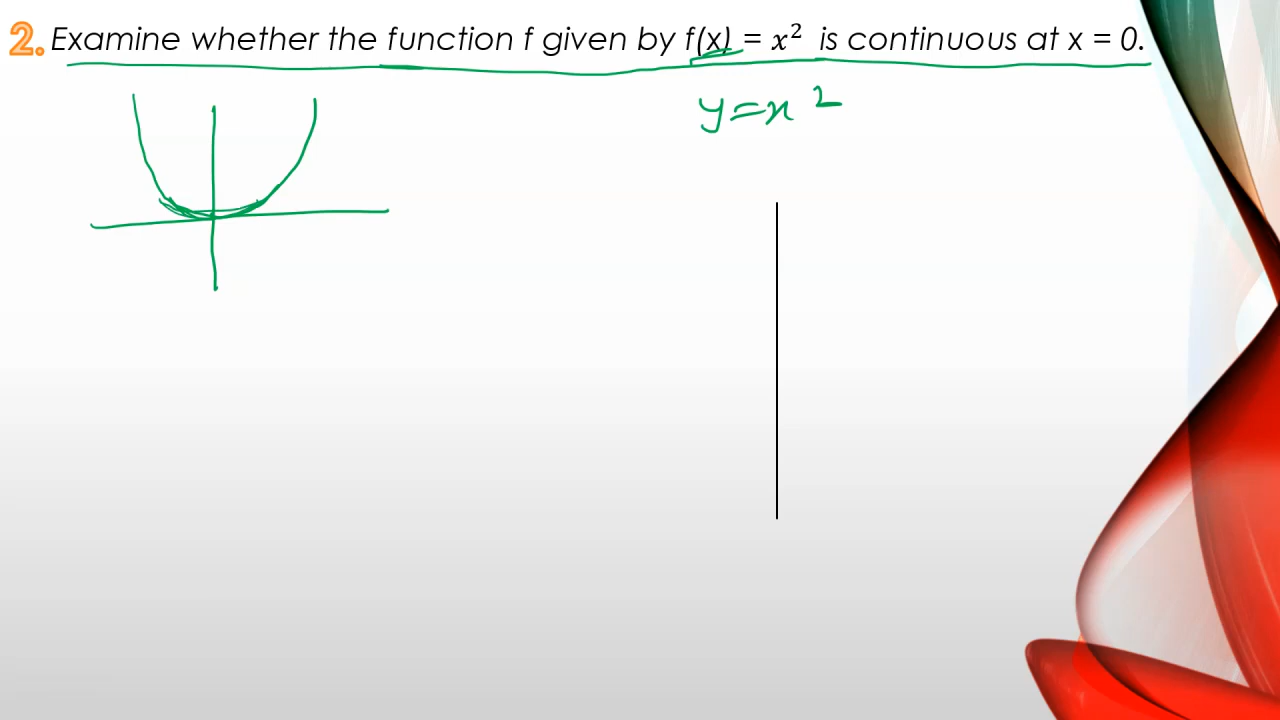 2. Examine whether the function f given by f(x) = x² is continuous at x = 0.
y=x²